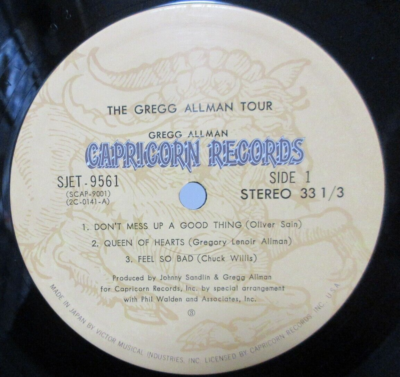 THE GREGG ALLMAN TOUR
GREGG ALLMAN
CAPRICORN RECORDS
SJET-9561
(SCAP-9001)
(2C-0141-A)
SIDE 1
STEREO 33 1/3
1. DON'T MESS UP A GOOD THING (Oliver Sain)
2. QUEEN OF HEARTS (Gregory Lenoir Allman)
3. FEEL SO BAD (Chuck Willis)
Produced by Johnny Sandlin & Gregg Allman
for Capricorn Records, Inc. by special arrangement
with Phil Walden and Associates, Inc.
MADE IN JAPAN BY VICTOR MUSICAL INDUSTRIES, INC. LICENSED BY CAPRICORN RECORDS INC., U.S.A.